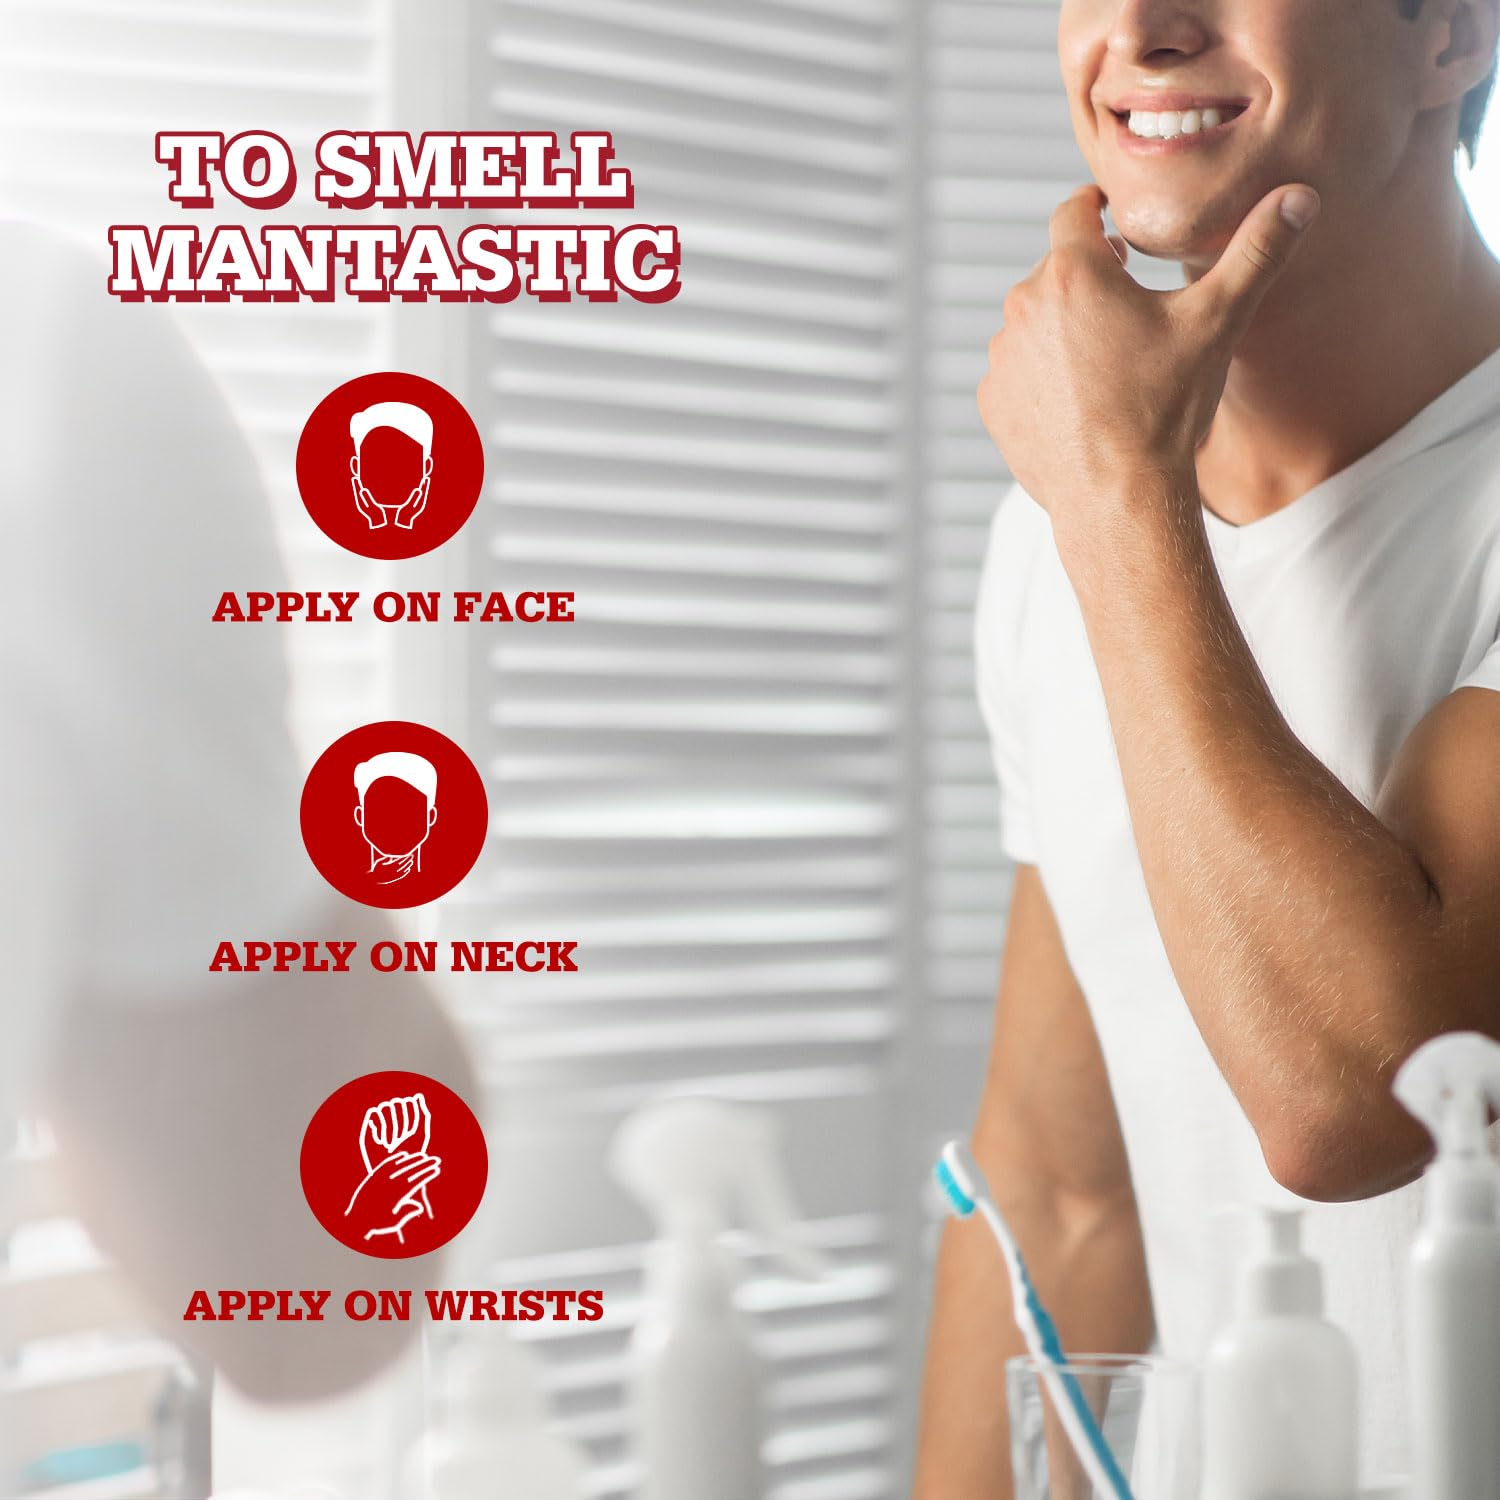 TO SMELL
MANTASTIC
APPLY ON FACE
APPLY ON NECK
APPLY ON WRISTS